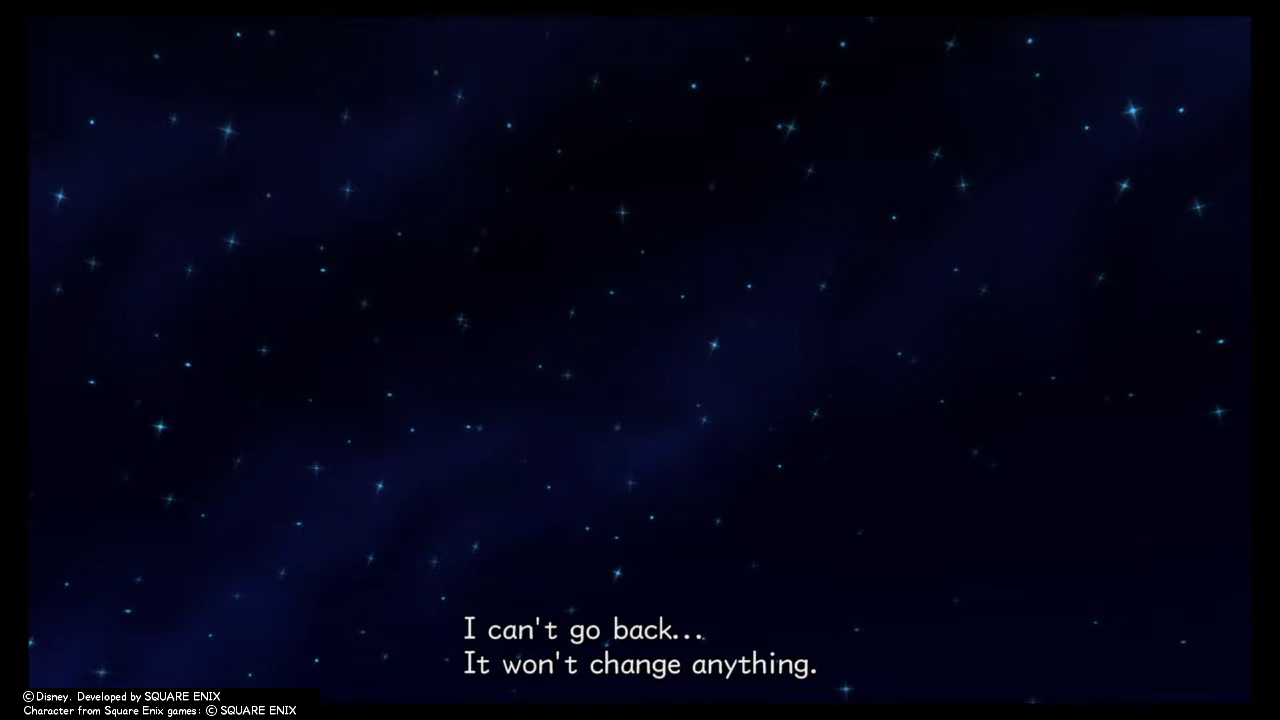 I can't go back...
It won't change anything.
©Disney. Developed by SQUARE ENIX
Character from Square Enix games: © SQUARE ENIX